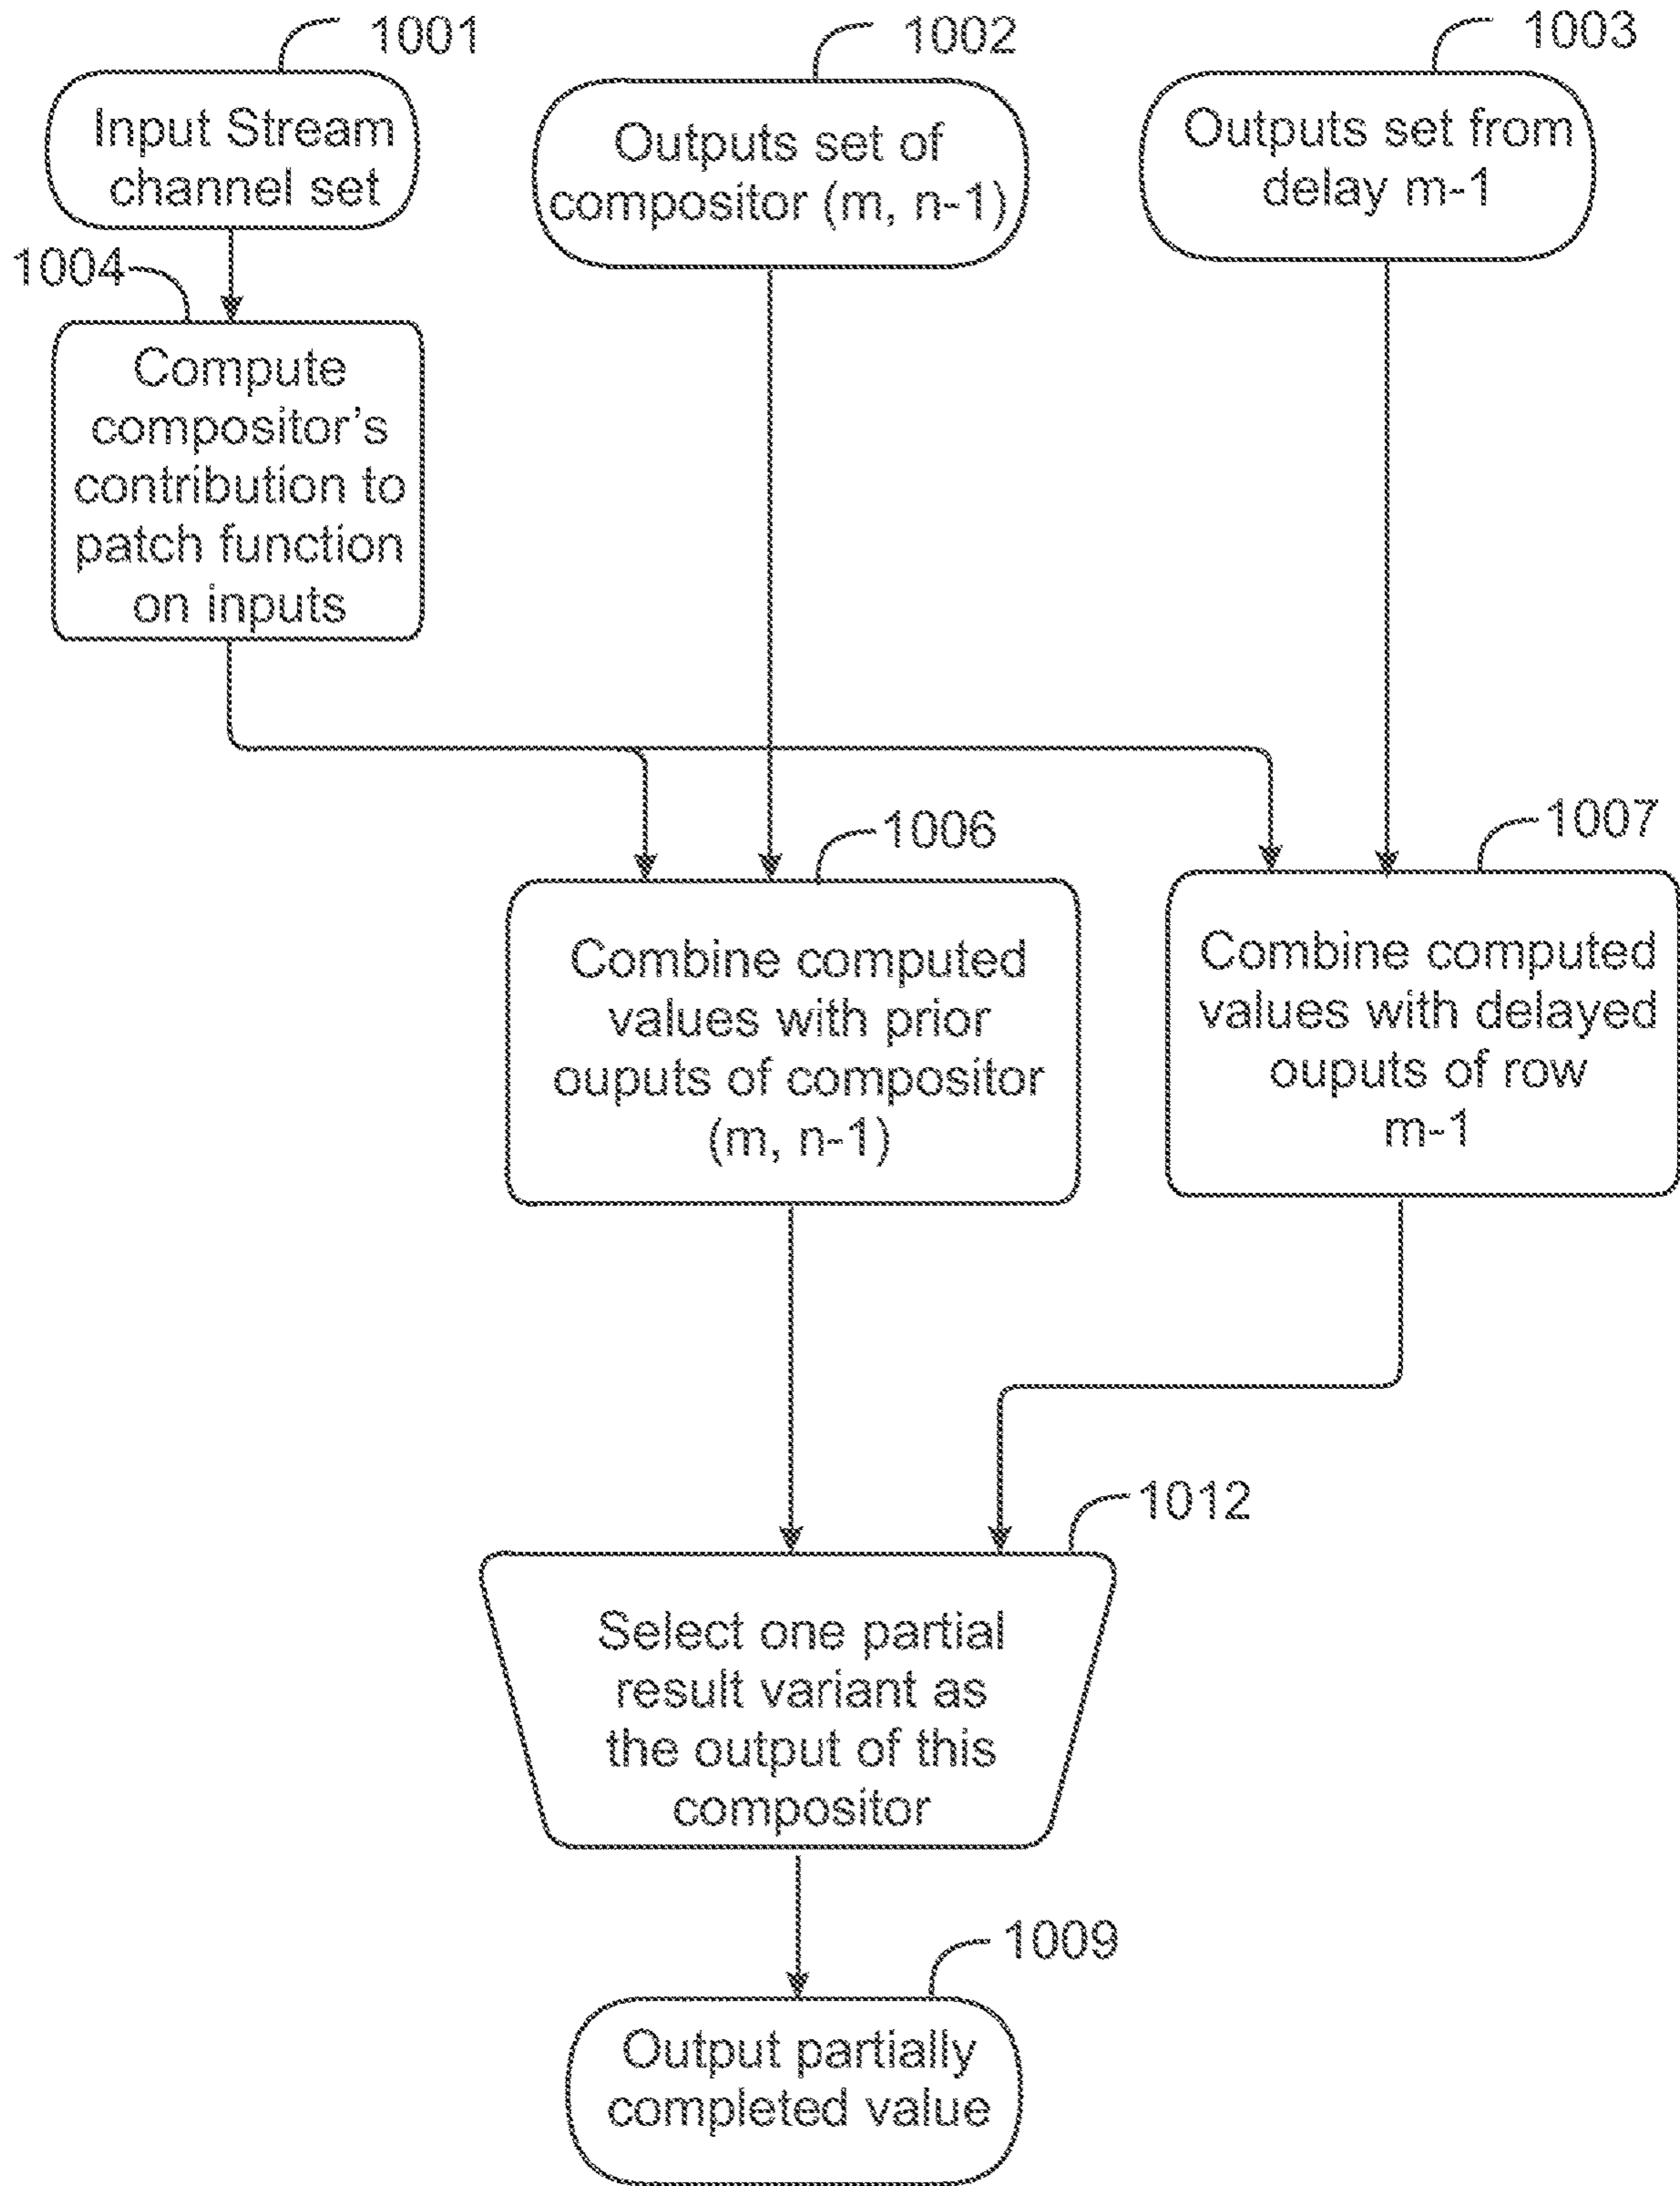 1001
Input Stream
channel set
1002
Outputs set of
compositor (m, n-1)
1003
Outputs set from
delay m-1
1004
Compute
compositor's
contribution to
patch function
on inputs
1006
Combine computed
values with prior
ouputs of compositor
(m, n-1)
1007
Combine computed
values with delayed
ouputs of row
m-1
1012
Select one partial
result variant as
the output of this
compositor
1009
Output partially
completed value